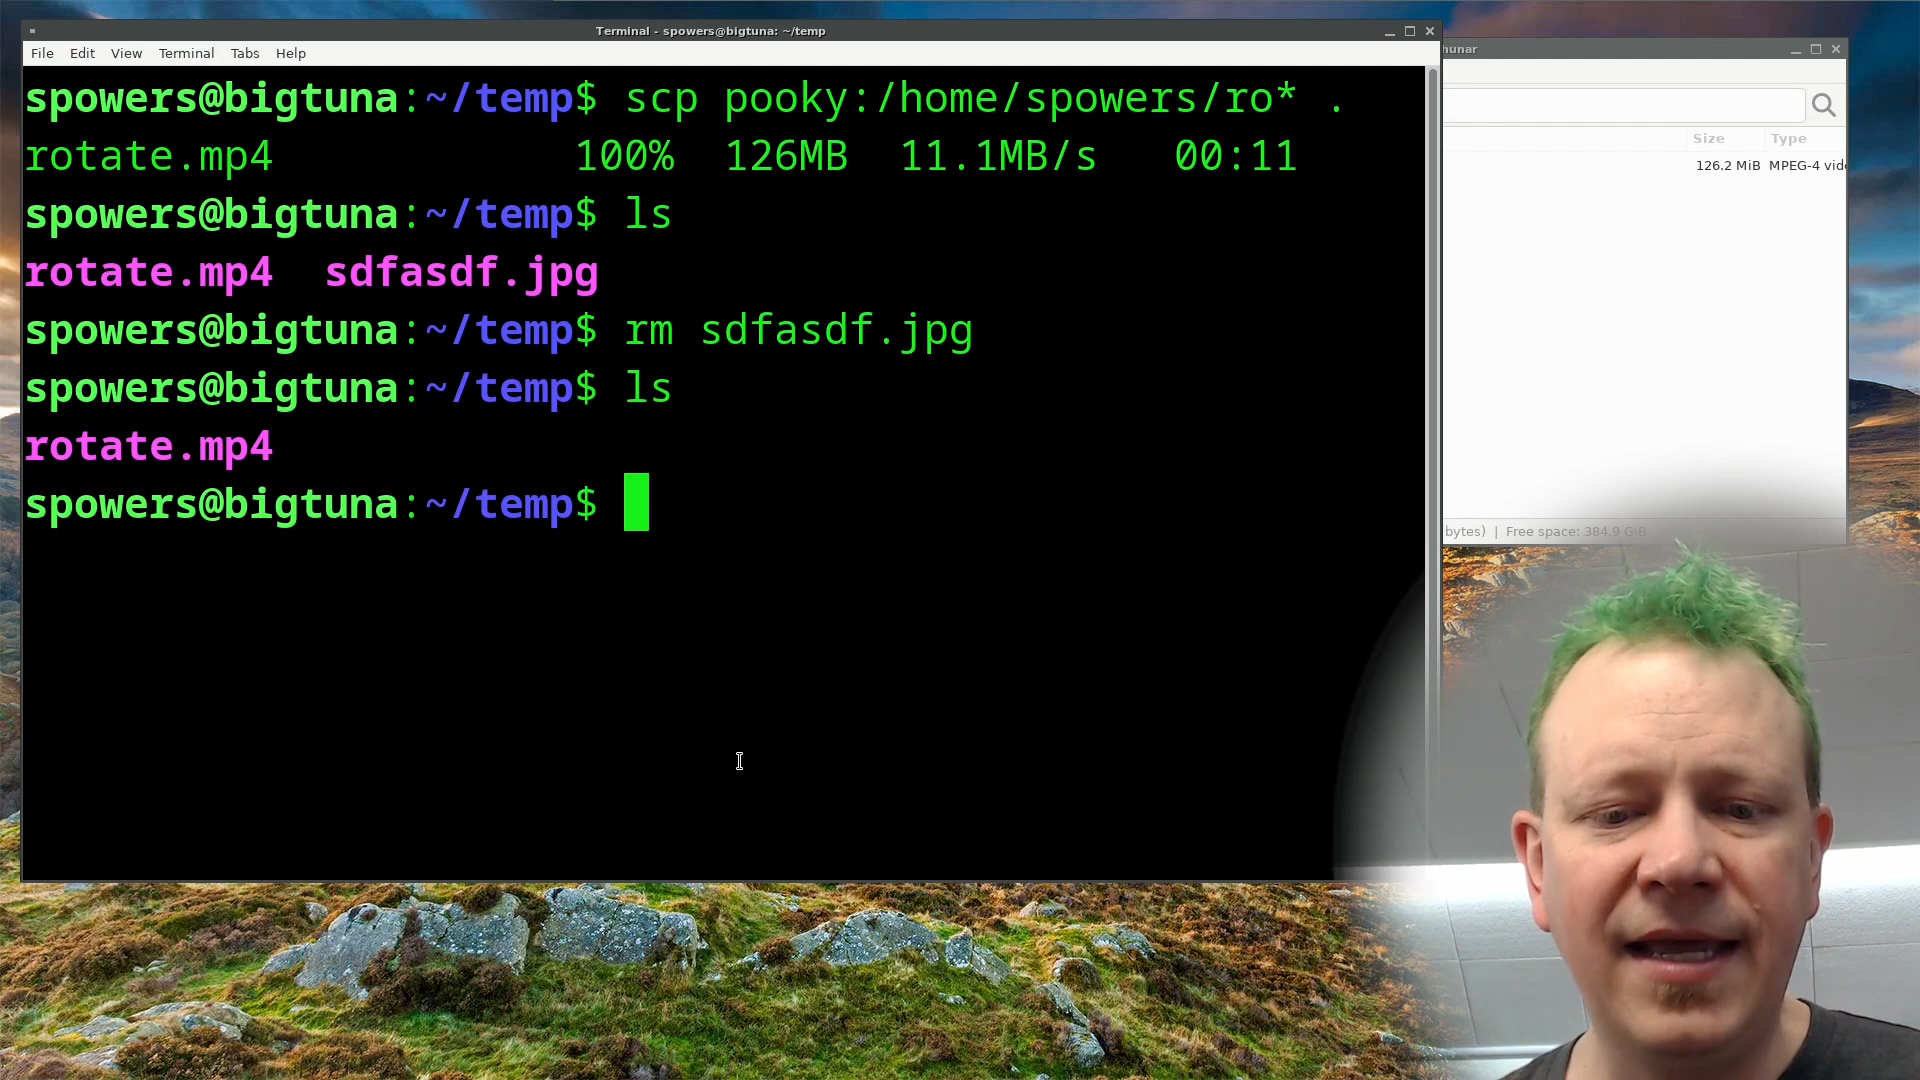 Terminal - spowers@bigtuna: ~/temp
File Edit View Terminal Tabs Help
spowers@bigtuna:~/temp$ scp pooky:/home/spowers/ro* .
rotate.mp4 100% 126MB 11.1MB/s 00:11
spowers@bigtuna:~/temp$ ls
rotate.mp4 sdfasdf.jpg
spowers@bigtuna:~/temp$ rm sdfasdf.jpg
spowers@bigtuna:~/temp$ ls
rotate.mp4
spowers@bigtuna:~/temp$
hunar
Size Type
126.2 MiB MPEG-4 vide
bytes) | Free space: 384.9 GiB